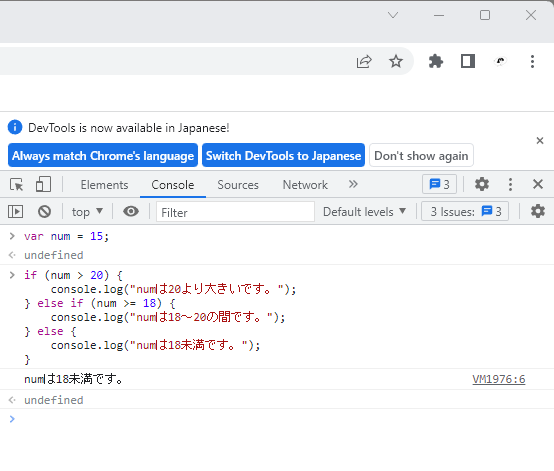 DevTools is now available in Japanese!
Always match Chrome's language Switch DevTools to Japanese Don't show again
Elements Console Sources Network 3
top Filter Default levels 3 Issues: 3
var num = 15;
undefined
if (num > 20) {
console.log("numは20より大きいです。");
} else if (num >= 18) {
console.log("numは18～20の間です。");
} else {
console.log("numは18未満です。");
}
numは18未満です。 VM1976:6
undefined